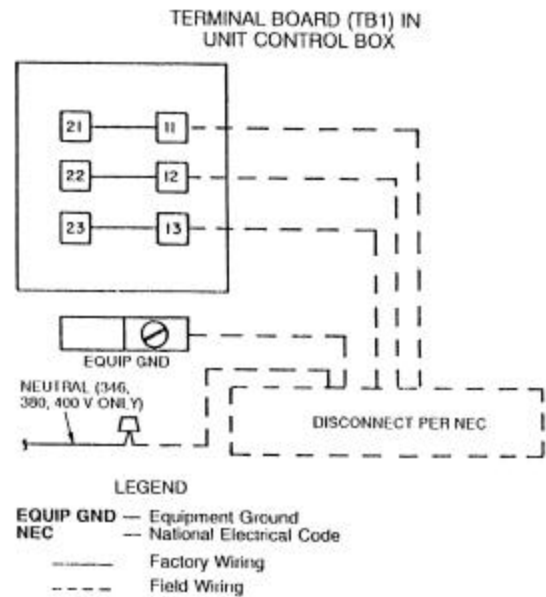 TERMINAL BOARD (TB1) IN
UNIT CONTROL BOX
21 11
22 12
23 13
EQUIP GND
NEUTRAL (346,
380, 400 V ONLY)
DISCONNECT PER NEC
LEGEND
EQUIP GND — Equipment Ground
NEC — National Electrical Code
Factory Wiring
Field Wiring